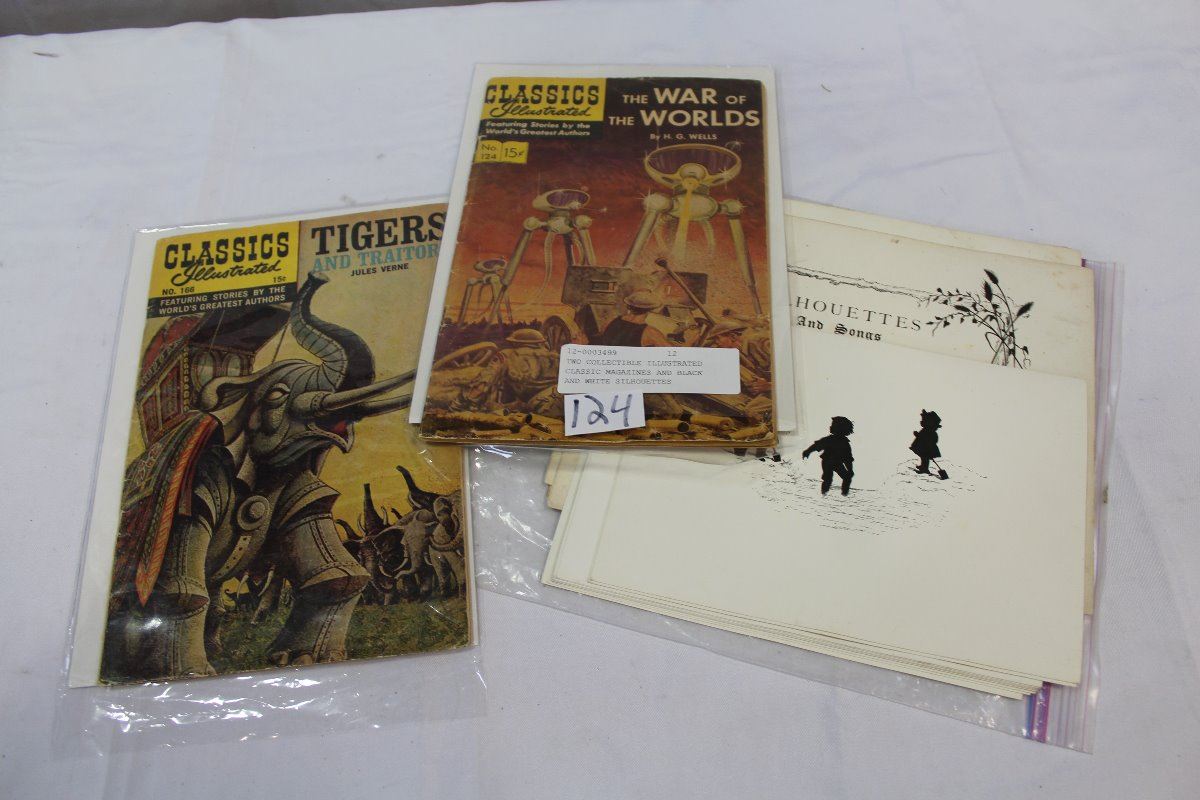 CLASSICS
Illustrated
Featuring Stories by the
World's Greatest Authors
No.
124
15¢
THE WAR OF
THE WORLDS
By H. G. WELLS
12-0003499 12
TWO COLLECTIBLE ILLUSTRATED
CLASSIC MAGAZINES AND BLACK
AND WHITE SILHOUETTES
124
CLASSICS
Illustrated
NO. 166 15¢
FEATURING STORIES BY THE
WORLD'S GREATEST AUTHORS
TIGERS
AND TRAITOR
JULES VERNE
HOUETTES
And Songs